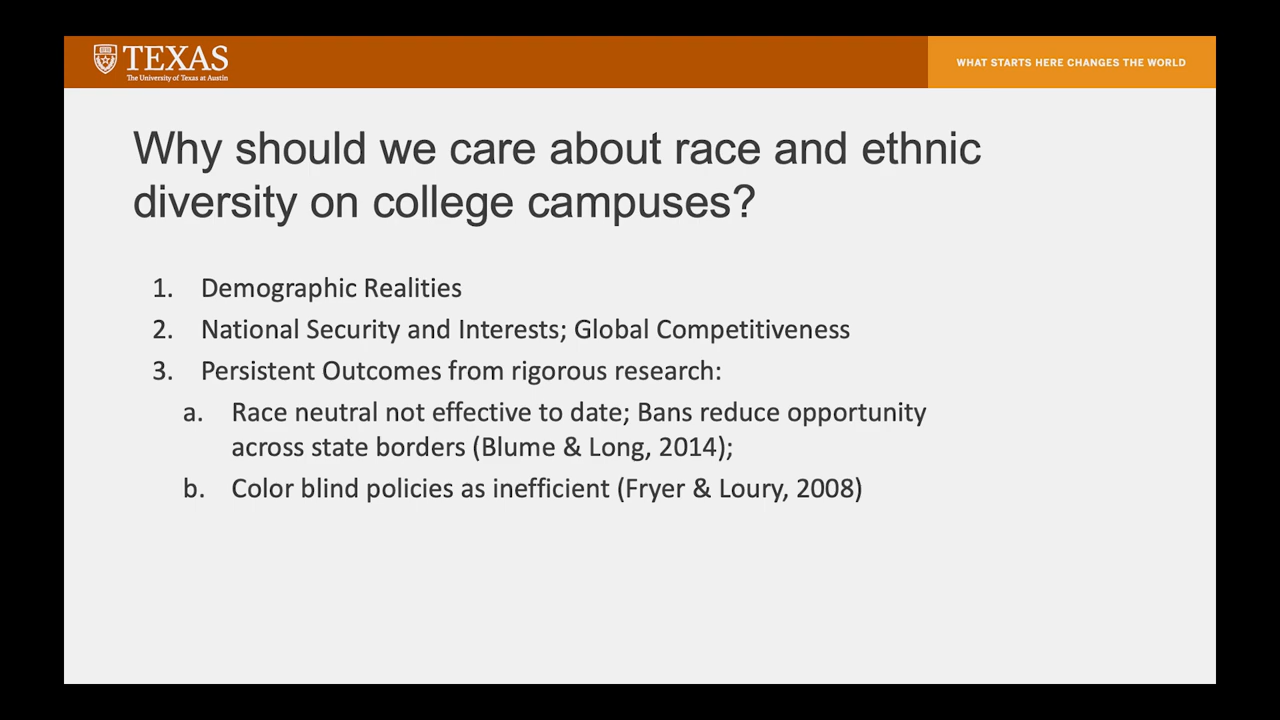 TEXAS
The University of Texas at Austin
WHAT STARTS HERE CHANGES THE WORLD
Why should we care about race and ethnic
diversity on college campuses?
1. Demographic Realities
2. National Security and Interests; Global Competitiveness
3. Persistent Outcomes from rigorous research:
a. Race neutral not effective to date; Bans reduce opportunity
across state borders (Blume & Long, 2014);
b. Color blind policies as inefficient (Fryer & Loury, 2008)